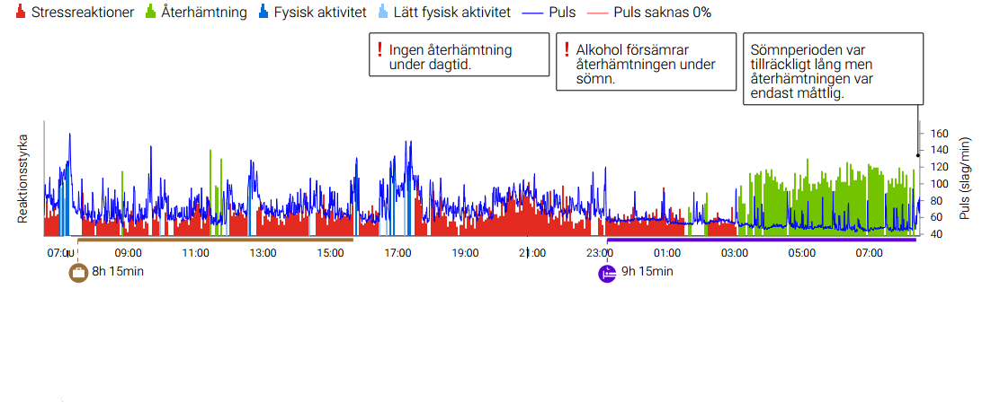 Stressreaktioner Återhämtning Fysisk aktivitet Lätt fysisk aktivitet Puls Puls saknas 0%
! Ingen återhämtning
under dagtid.
! Alkohol försämrar
återhämtningen under
sömn.
Sömnperioden var
tillräckligt lång men
återhämtningen var
endast måttlig.
Reaktionsstyrka
160
140
120
100
80
60
40
Puls (slag/min)
09:00 11:00 13:00 15:00 17:00 19:00 21:00 23:00 01:00 03:00 05:00 07:00
8h 15min 9h 15min